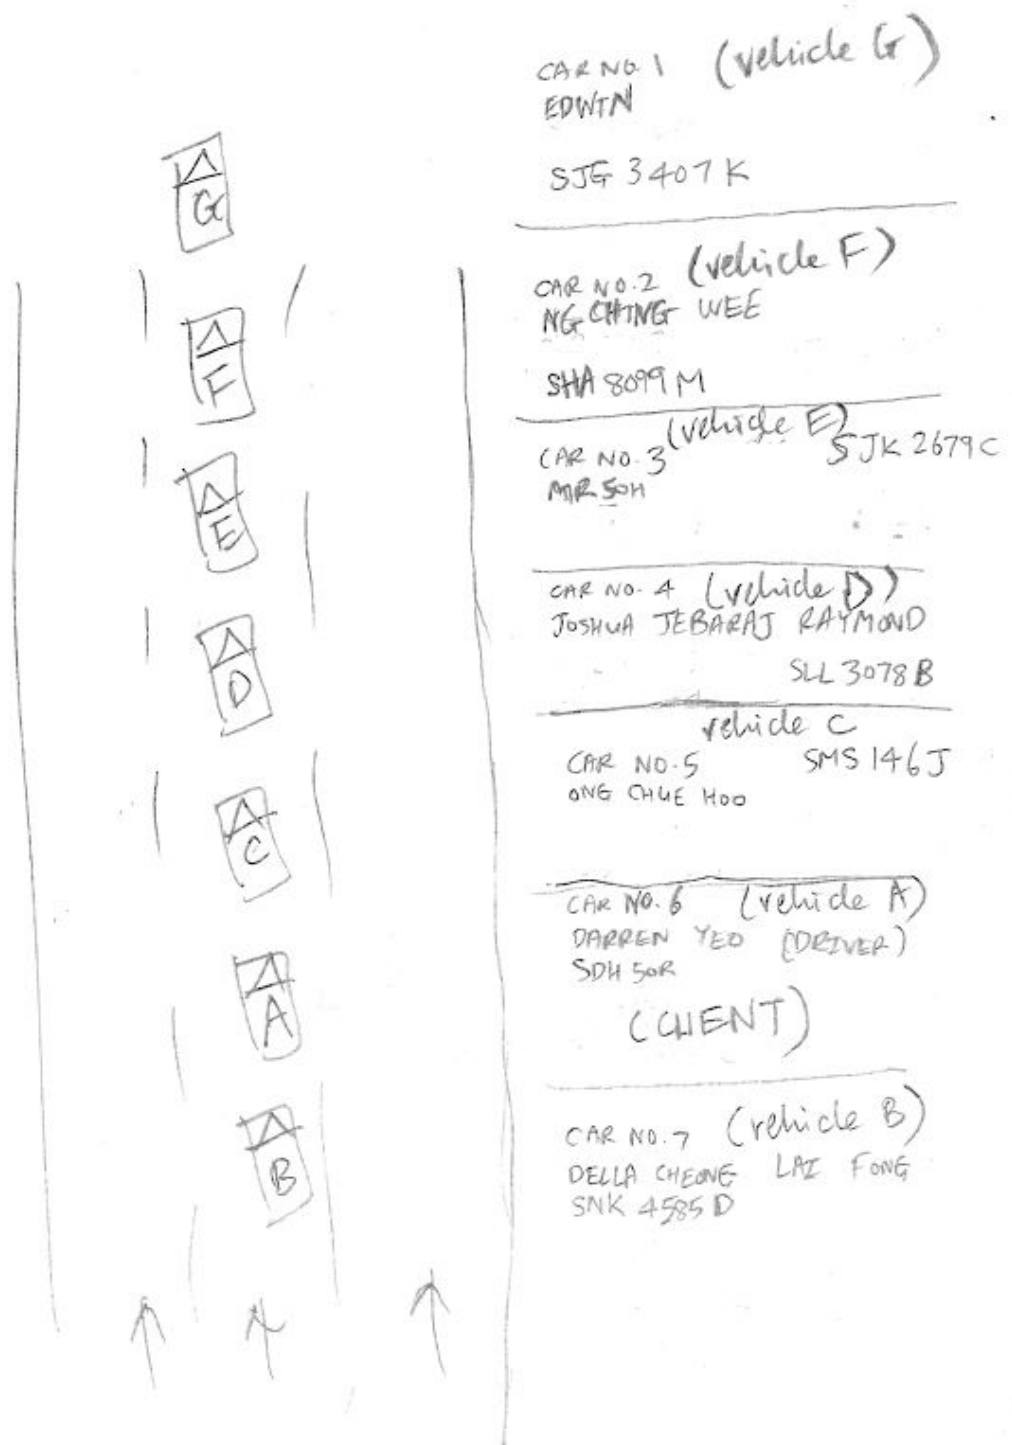 CAR NO. 1 (vehicle G)
EDWIN
SJG 3407 K
G
CAR NO. 2 (vehicle F)
NG CHING WEE
SHA 8099 M
F
CAR NO. 3 (vehicle E) SJK 2679 C
MR SOH
E
CAR NO. 4 (vehicle D)
JOSHUA JEBARAJ RAYMOND
SLL 3078 B
D
vehicle C
CAR NO. 5 SMS 146 J
ONG CHUE HOO
C
CAR NO. 6 (vehicle A)
DARREN YEO (DRIVER)
SDH 50R
(CLIENT)
A
CAR NO. 7 (vehicle B)
DELLA CHEONG LAI FONG
SNK 4585 D
B